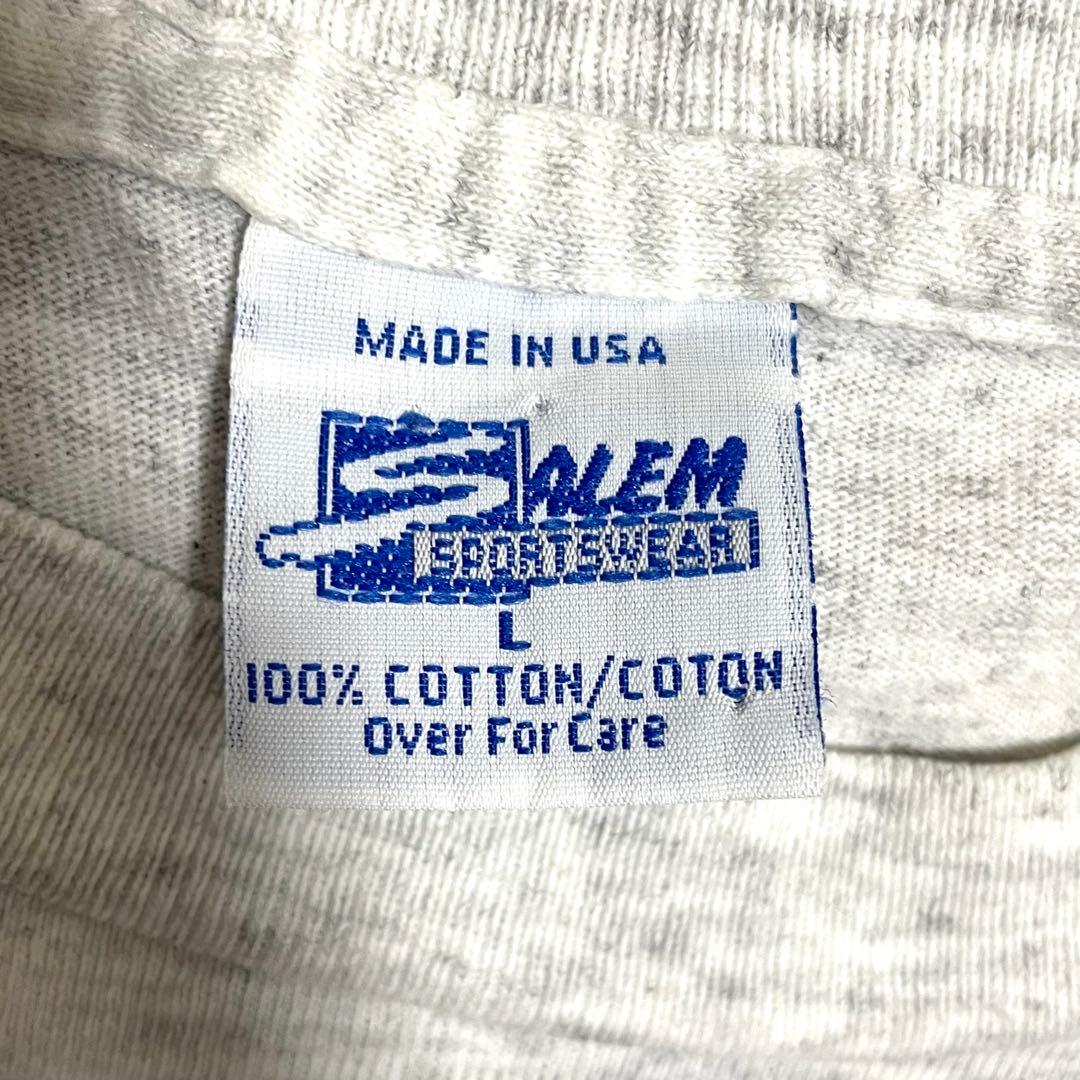 MADE IN USA
SALEM
SPORTSWEAR
L
100% COTTON/COTON
Over For Care